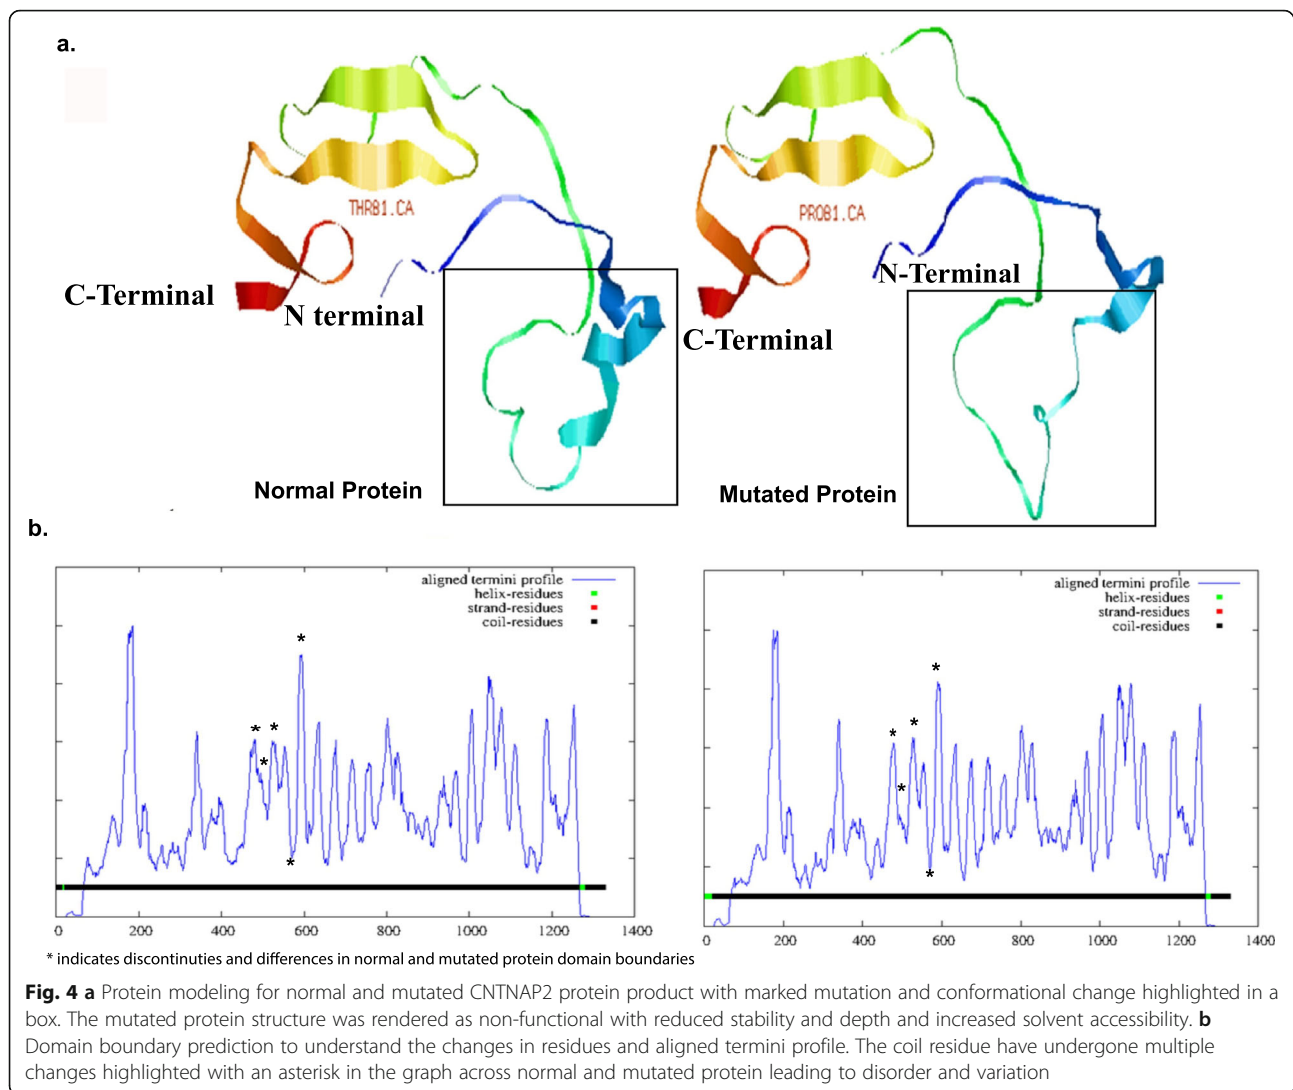 a.
THR81.CA
PRO81.CA
C-Terminal
N terminal
N-Terminal
C-Terminal
Normal Protein
Mutated Protein
b.
aligned termini profile
helix-residues
strand-residues
coil-residues
* * * * *
0 200 400 600 800 1000 1200 1400
aligned termini profile
helix-residues
strand-residues
coil-residues
* * * * *
0 200 400 600 800 1000 1200 1400
* indicates discontinuties and differences in normal and mutated protein domain boundaries
Fig. 4 a Protein modeling for normal and mutated CNTNAP2 protein product with marked mutation and conformational change highlighted in a
box. The mutated protein structure was rendered as non-functional with reduced stability and depth and increased solvent accessibility. b
Domain boundary prediction to understand the changes in residues and aligned termini profile. The coil residue have undergone multiple
changes highlighted with an asterisk in the graph across normal and mutated protein leading to disorder and variation